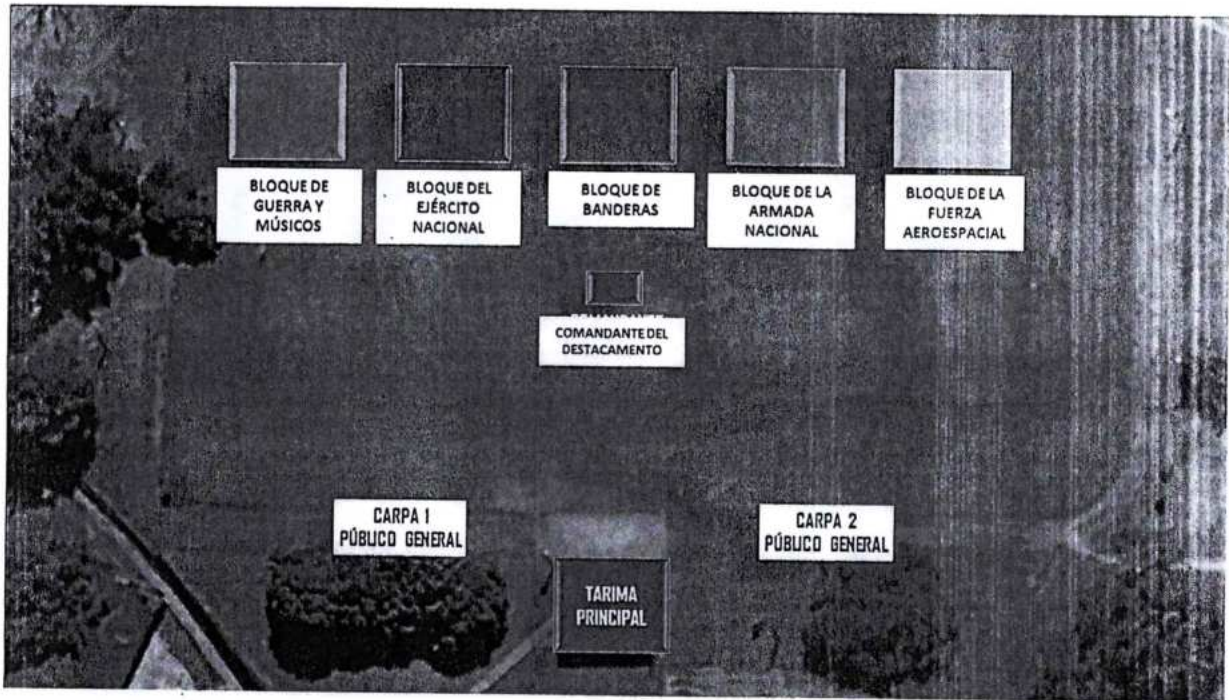 BLOQUE DE
GUERRA Y
MÚSICOS
BLOQUE DEL
EJÉRCITO
NACIONAL
BLOQUE DE
BANDERAS
BLOQUE DE LA
ARMADA
NACIONAL
BLOQUE DE LA
FUERZA
AEROESPACIAL
COMANDANTE DEL
DESTACAMENTO
CARPA 1
PÚBLICO GENERAL
CARPA 2
PÚBLICO GENERAL
TARIMA
PRINCIPAL